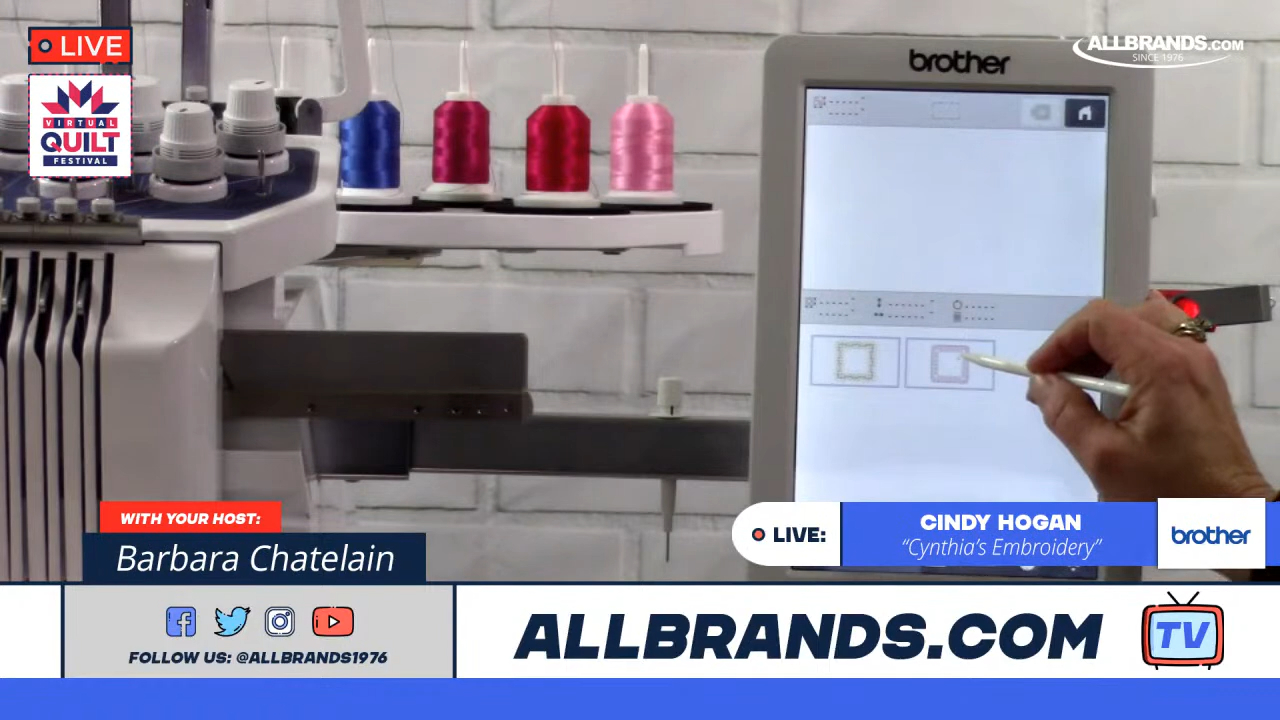 LIVE
VIRTUAL
QUILT
FESTIVAL
brother
ALLBRANDS.COM
SINCE 1976
WITH YOUR HOST:
Barbara Chatelain
LIVE:
CINDY HOGAN
“Cynthia’s Embroidery”
brother
FOLLOW US: @ALLBRANDS1976
ALLBRANDS.COM
TV